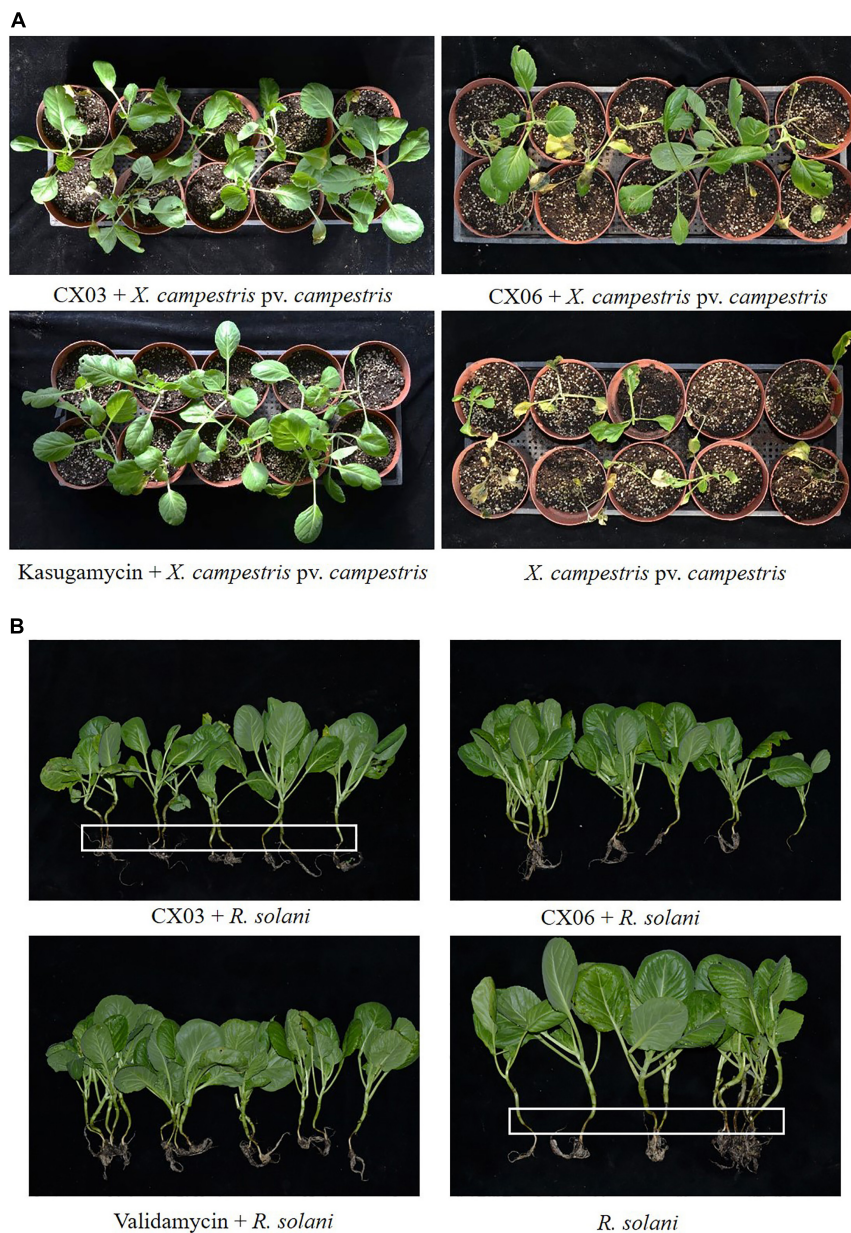 A
CX03 + X. campestris pv. campestris
CX06 + X. campestris pv. campestris
Kasugamycin + X. campestris pv. campestris
X. campestris pv. campestris
B
CX03 + R. solani
CX06 + R. solani
Validamycin + R. solani
R. solani